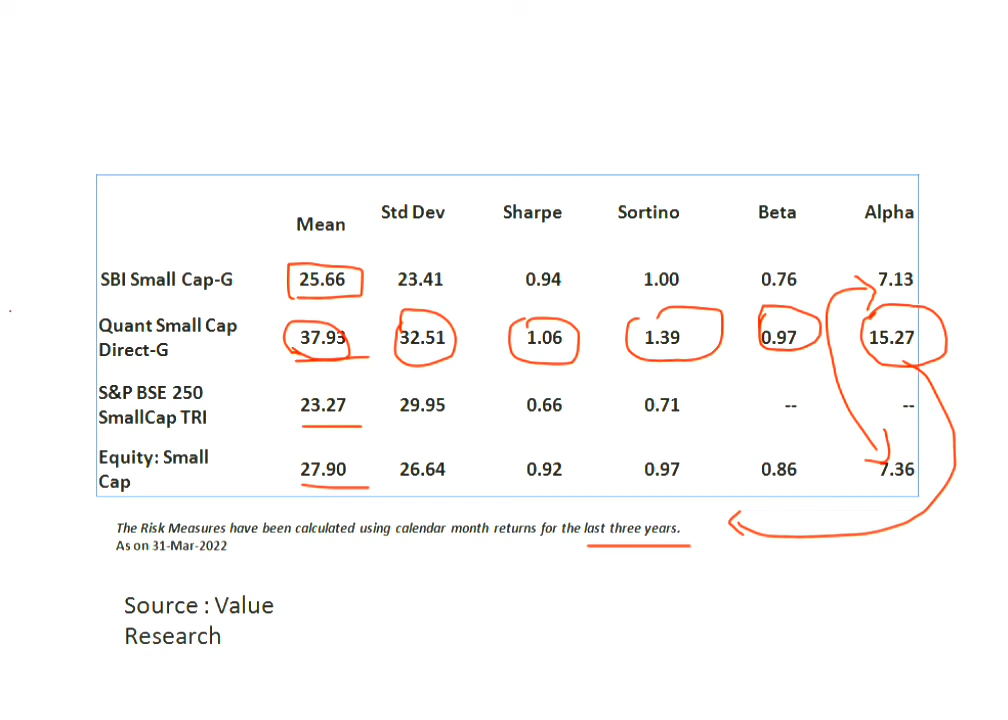 Mean Std Dev Sharpe Sortino Beta Alpha
SBI Small Cap-G 25.66 23.41 0.94 1.00 0.76 7.13
Quant Small Cap
Direct-G 37.93 32.51 1.06 1.39 0.97 15.27
S&P BSE 250
SmallCap TRI 23.27 29.95 0.66 0.71 -- --
Equity: Small
Cap 27.90 26.64 0.92 0.97 0.86 7.36
The Risk Measures have been calculated using calendar month returns for the last three years.
As on 31-Mar-2022
Source : Value
Research